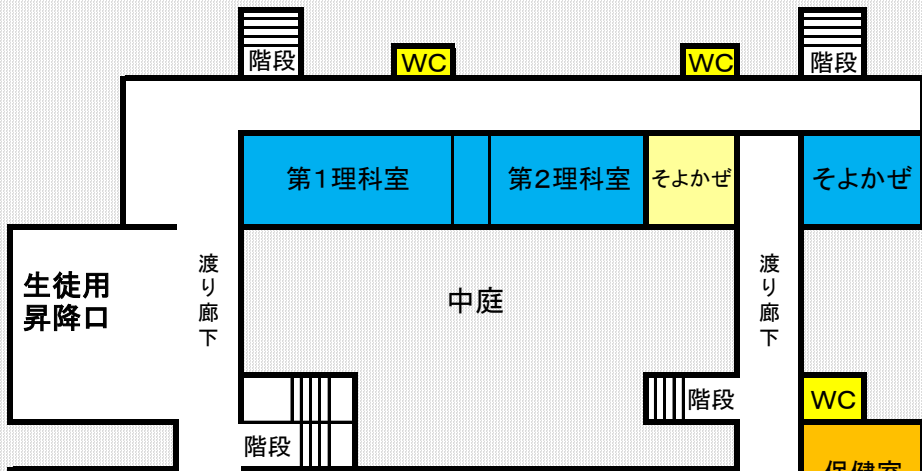 階段
WC
WC
階段
第1理科室
第2理科室
そよかぜ
そよかぜ
生徒用
昇降口
渡り廊下
中庭
渡り廊下
階段
WC
階段
保健室